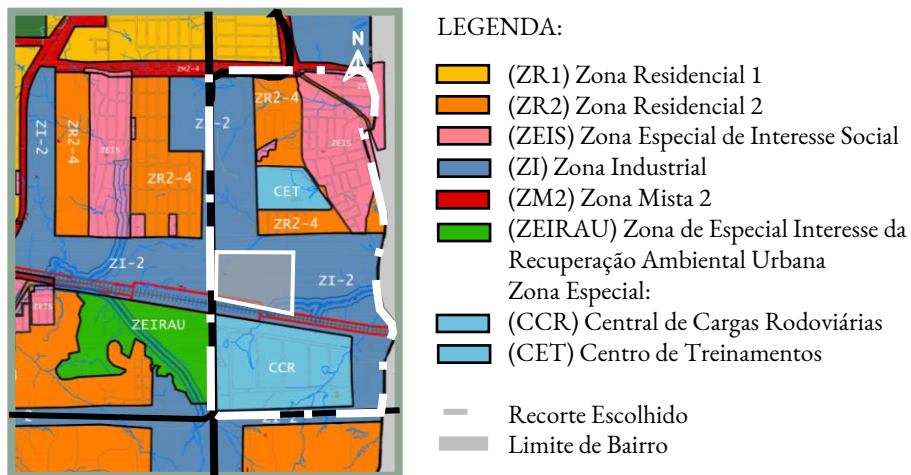 LEGENDA:
(ZR1) Zona Residencial 1
(ZR2) Zona Residencial 2
(ZEIS) Zona Especial de Interesse Social
(ZI) Zona Industrial
(ZM2) Zona Mista 2
(ZEIRAU) Zona de Especial Interesse da
Recuperação Ambiental Urbana
Zona Especial:
(CCR) Central de Cargas Rodoviárias
(CET) Centro de Treinamentos
Recorte Escolhido
Limite de Bairro
N
ZM2-4
ZR2-4
ZI-2
ZI-2
ZR2-4
ZEIS
ZR2-4
CET
ZR2-4
ZI-2
ZI-2
ZEIS
ZEIRAU
CCR
ZI-2